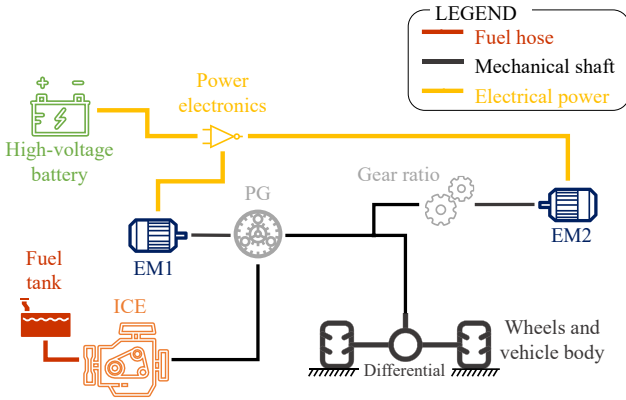 LEGEND
Fuel hose
Mechanical shaft
Electrical power
Power
electronics
High-voltage
battery
Gear ratio
PG
EM1
EM2
Fuel
tank
ICE
Wheels and
vehicle body
Differential